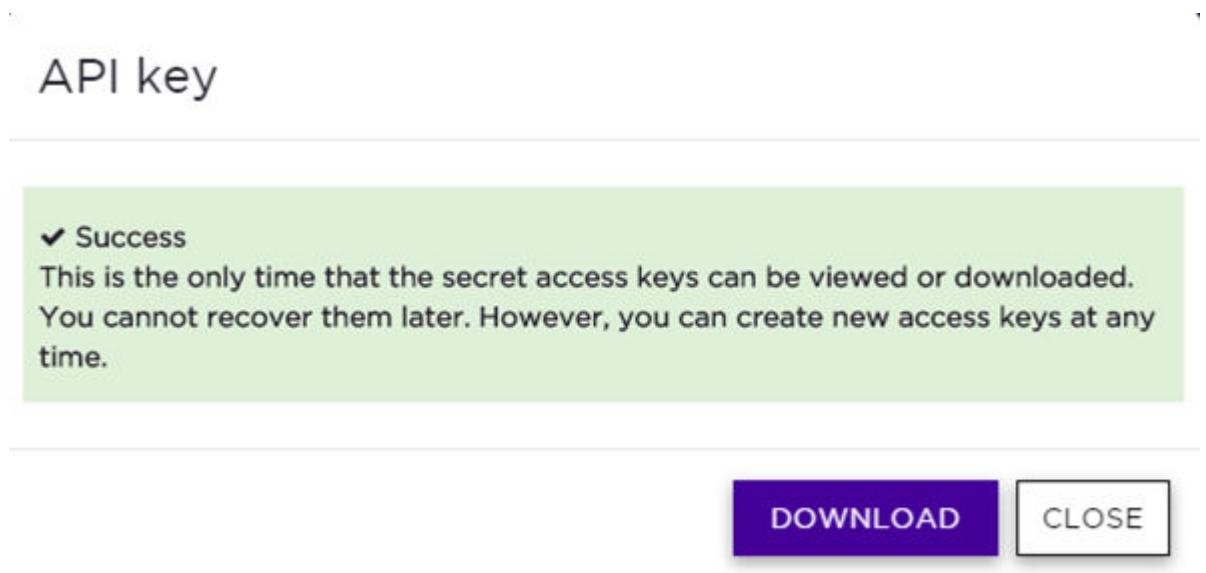 API key
✔ Success
This is the only time that the secret access keys can be viewed or downloaded.
You cannot recover them later. However, you can create new access keys at any
time.
DOWNLOAD
CLOSE